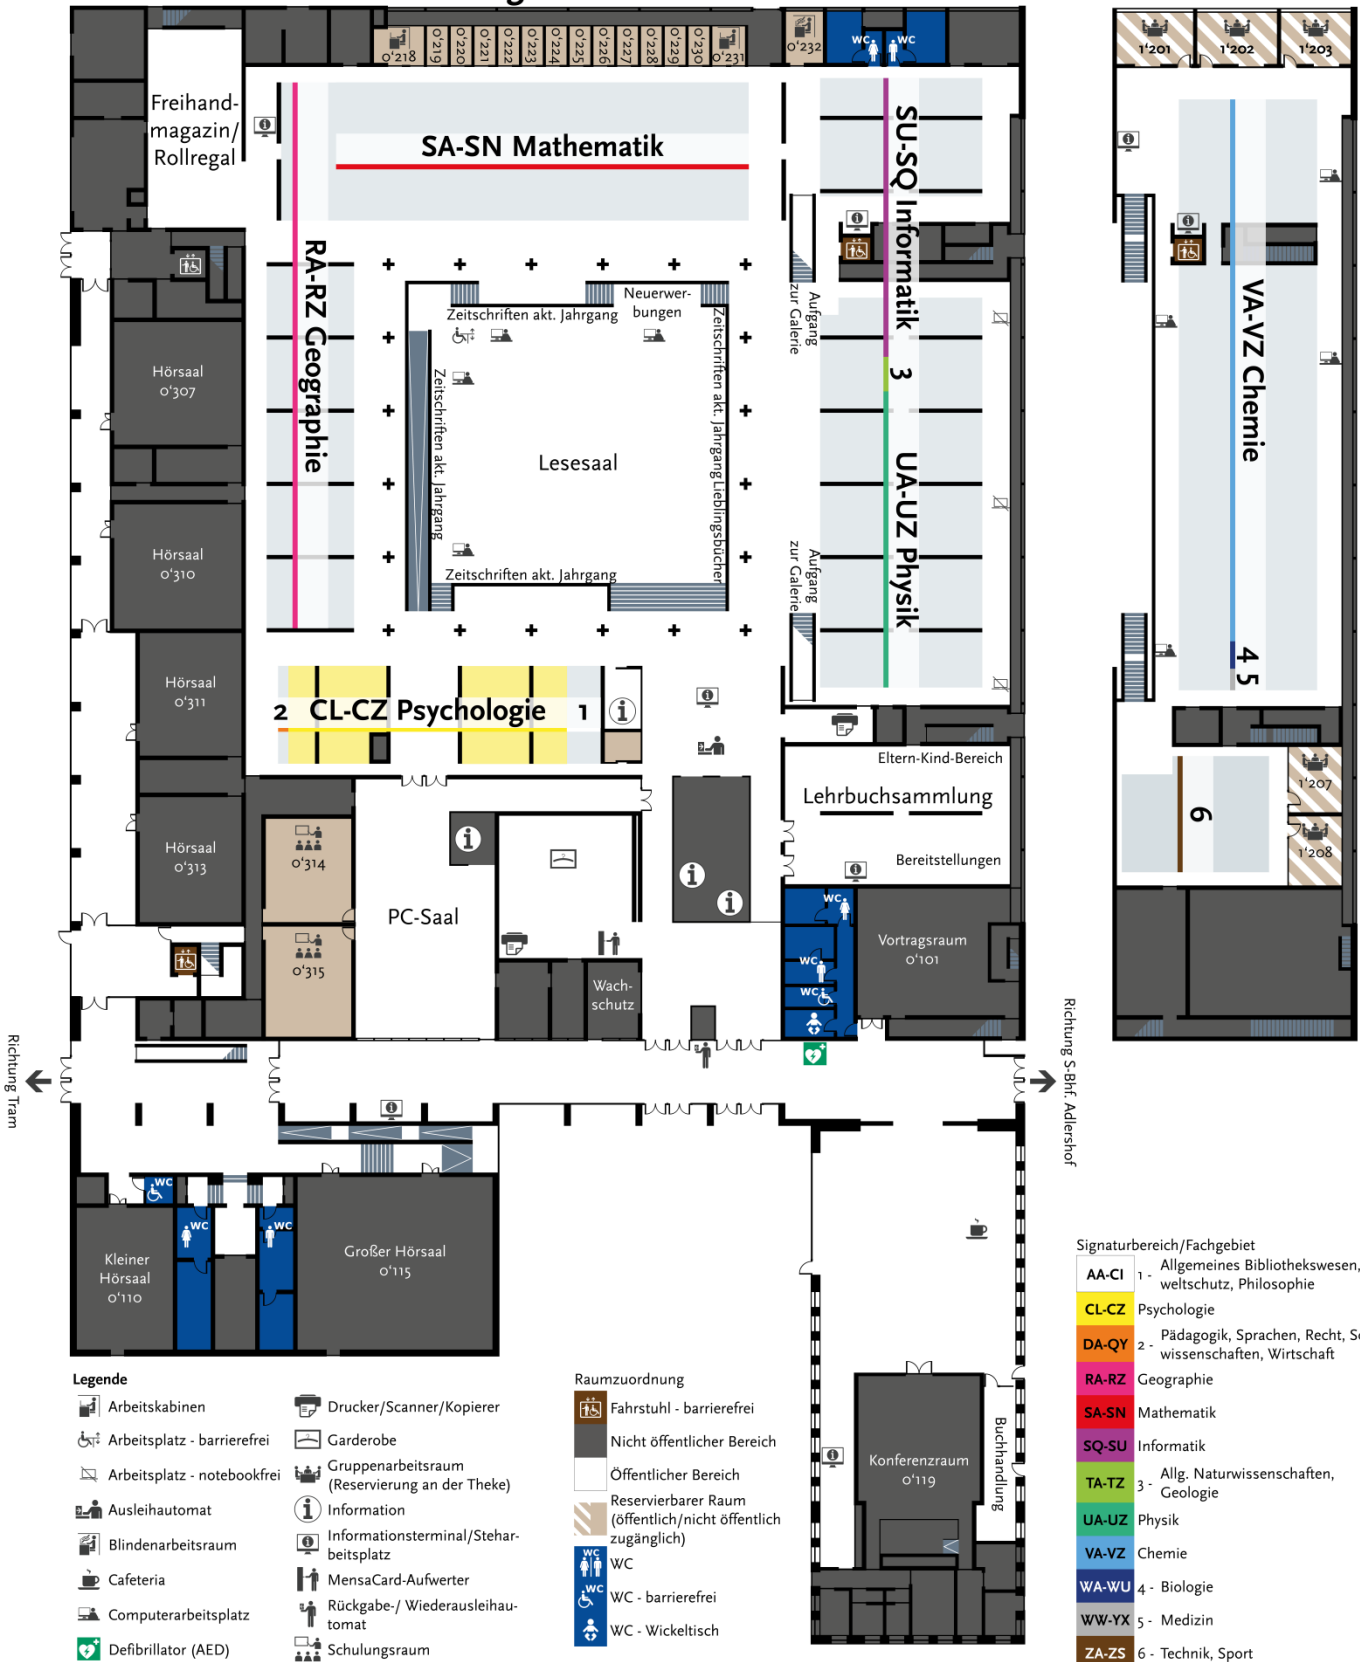 0'218
0'219
0'220
0'221
0'222
0'223
0'224
0'225
0'226
0'227
0'228
0'229
0'230
0'231
0'232
WC
WC
1'201
1'202
1'203
Freihand-
magazin/
Rollregal
SA-SN Mathematik
SU-SQ Informatik
RA-RZ Geographie
VA-VZ Chemie
Aufgang
zur Galerie
Neuerwer-
bungen
Zeitschriften akt. Jahrgang
Zeitschriften akt. Jahrgang
Zeitschriften akt. Jahrgang
Lieblingsbücher
Zeitschriften akt. Jahrgang
Lesesaal
3
UA-UZ Physik
Aufgang
zur Galerie
Hörsaal
0'307
Hörsaal
0'310
Hörsaal
0'311
Hörsaal
0'313
2
CL-CZ Psychologie
1
4
5
6
1'207
1'208
Eltern-Kind-Bereich
Lehrbuchsammlung
Bereitstellungen
0'314
0'315
PC-Saal
Wach-
schutz
WC
WC
WC
Vortragsraum
0'101
Richtung Tram
Richtung S-Bhf. Adlershof
WC
WC
WC
Kleiner
Hörsaal
0'110
Großer Hörsaal
0'115
Konferenzraum
0'119
Buchhandlung
Legende
Arbeitskabinen
Arbeitsplatz - barrierefrei
Arbeitsplatz - notebookfrei
Ausleihautomat
Blindenarbeitsraum
Cafeteria
Computerarbeitsplatz
Defibrillator (AED)
Drucker/Scanner/Kopierer
Garderobe
Gruppenarbeitsraum
(Reservierung an der Theke)
Information
Informationsterminal/Stehar-
beitsplatz
MensaCard-Aufwerter
Rückgabe-/ Wiederausleihau-
tomat
Schulungsraum
Raumzuordnung
Fahrstuhl - barrierefrei
Nicht öffentlicher Bereich
Öffentlicher Bereich
Reservierbarer Raum
(öffentlich/nicht öffentlich
zugänglich)
WC
WC
WC
WC - barrierefrei
WC - Wickeltisch
Signaturbereich/Fachgebiet
AA-CI 1 - Allgemeines Bibliothekswesen,
weltschutz, Philosophie
CL-CZ Psychologie
DA-QY 2 - Pädagogik, Sprachen, Recht,
wissenschaften, Wirtschaft
RA-RZ Geographie
SA-SN Mathematik
SQ-SU Informatik
TA-TZ 3 - Allg. Naturwissenschaften,
Geologie
UA-UZ Physik
VA-VZ Chemie
WA-WU 4 - Biologie
WW-YX 5 - Medizin
ZA-ZS 6 - Technik, Sport